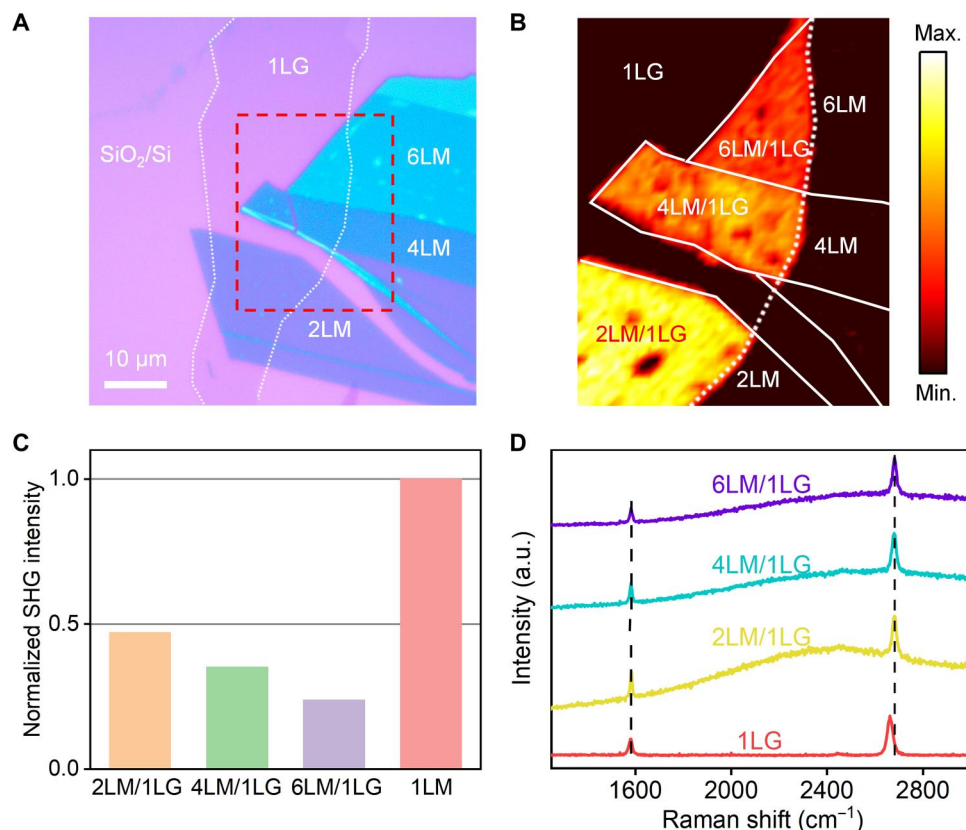 A
1LG
SiO₂/Si
6LM
4LM
2LM
10 µm
B
1LG
6LM
6LM/1LG
4LM/1LG
4LM
2LM/1LG
2LM
Max.
Min.
C
Normalized SHG intensity
1.0
0.5
0.0
2LM/1LG
4LM/1LG
6LM/1LG
1LM
D
Intensity (a.u.)
6LM/1LG
4LM/1LG
2LM/1LG
1LG
1600
2000
2400
2800
Raman shift (cm⁻¹)